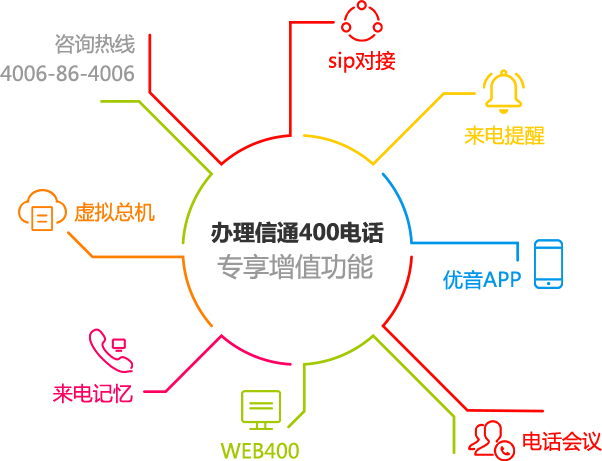 咨询热线
4006-86-4006
sip对接
来电提醒
虚拟总机
办理信通400电话
专享增值功能
优音APP
来电记忆
WEB400
电话会议